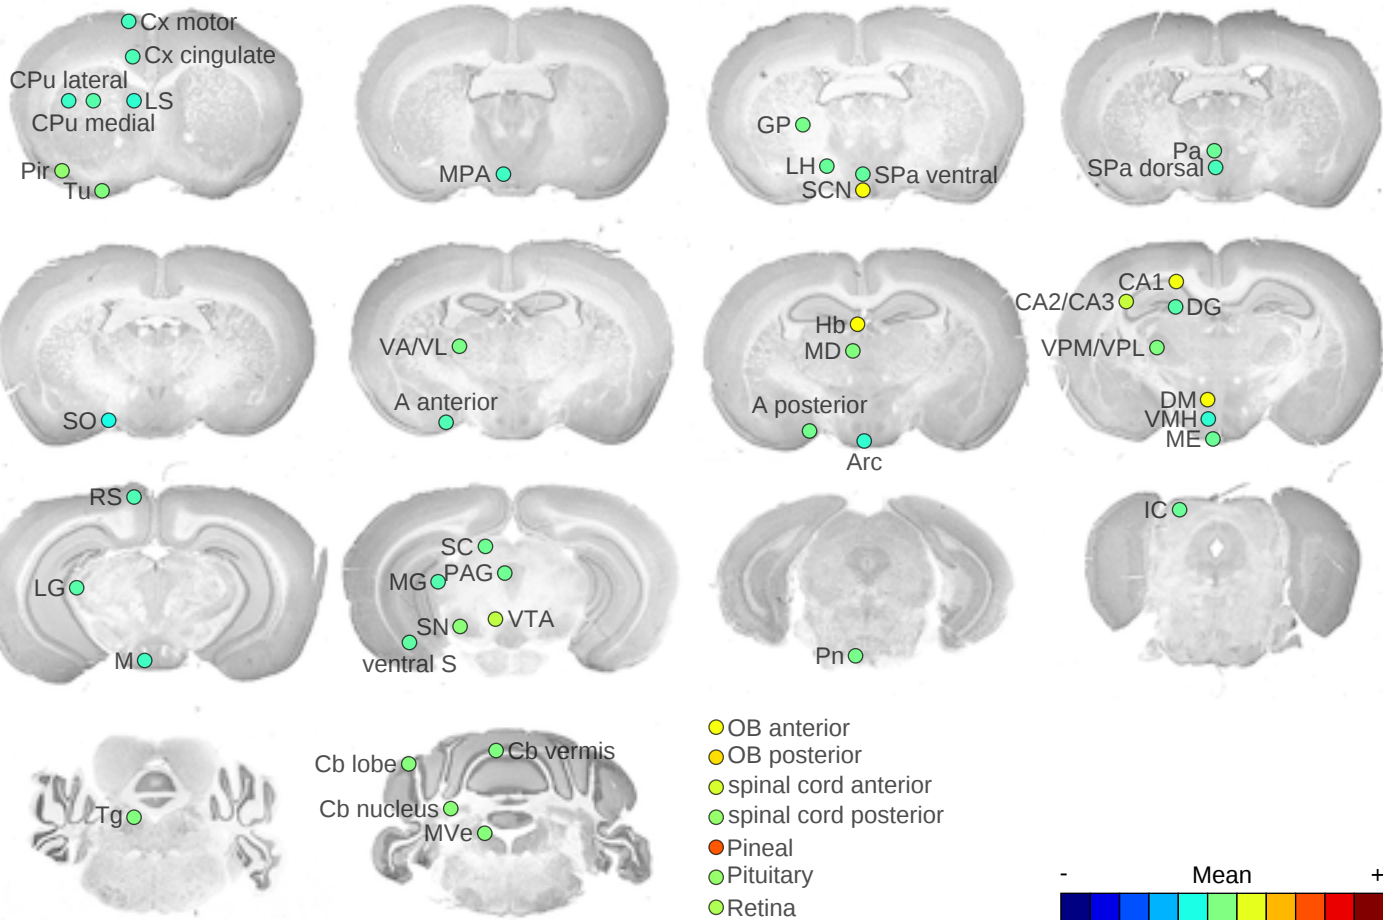 Cx motor
Cx cingulate
CPu lateral
LS
CPu medial
Pir
Tu
MPA
GP
LH
SPa ventral
SCN
Pa
SPa dorsal
SO
VA/VL
A anterior
Hb
MD
A posterior
Arc
CA1
CA2/CA3
DG
VPM/VPL
DM
VMH
ME
RS
LG
M
SC
PAG
MG
VTA
SN
ventral S
Pn
IC
Tg
Cb vermis
Cb lobe
Cb nucleus
MVe
OB anterior
OB posterior
spinal cord anterior
spinal cord posterior
Pineal
Pituitary
Retina
- Mean +